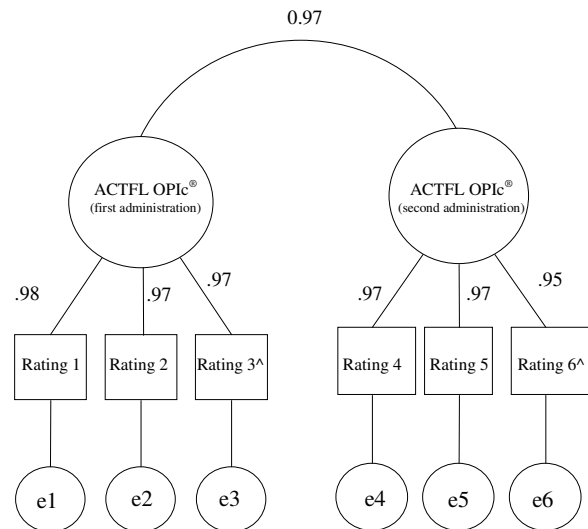 0.97
ACTFL OPIc® ACTFL OPIc®
(first administration) (second administration)
.98 .97 .97 .97 .97 .95
Rating 1 Rating 2 Rating 3^ Rating 4 Rating 5 Rating 6^
e1 e2 e3 e4 e5 e6